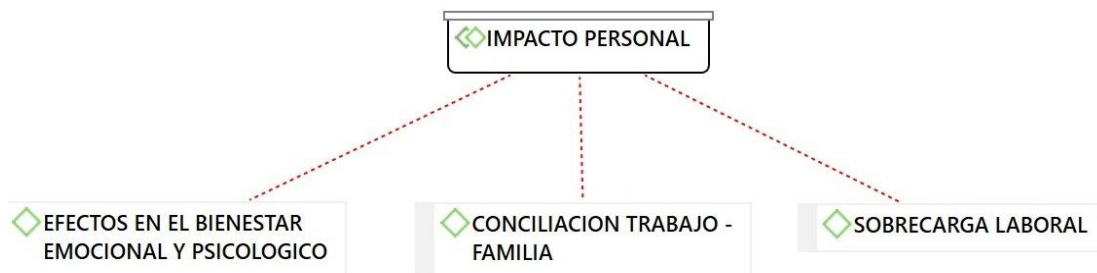 IMPACTO PERSONAL
EFECTOS EN EL BIENESTAR
EMOCIONAL Y PSICOLOGICO
CONCILIACION TRABAJO -
FAMILIA
SOBRECARGA LABORAL